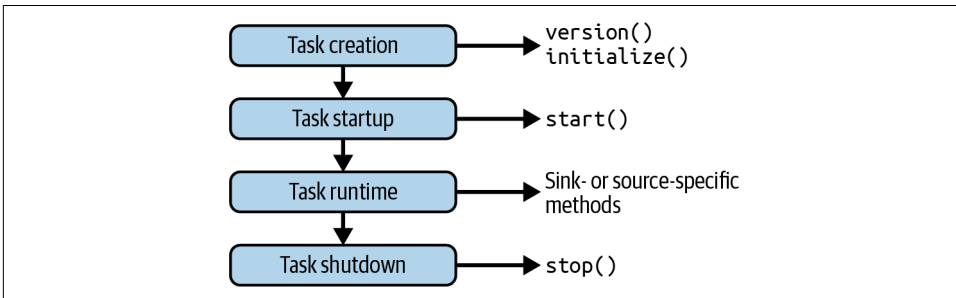 Task creation
version()
initialize()
Task startup
start()
Task runtime
Sink- or source-specific
methods
Task shutdown
stop()